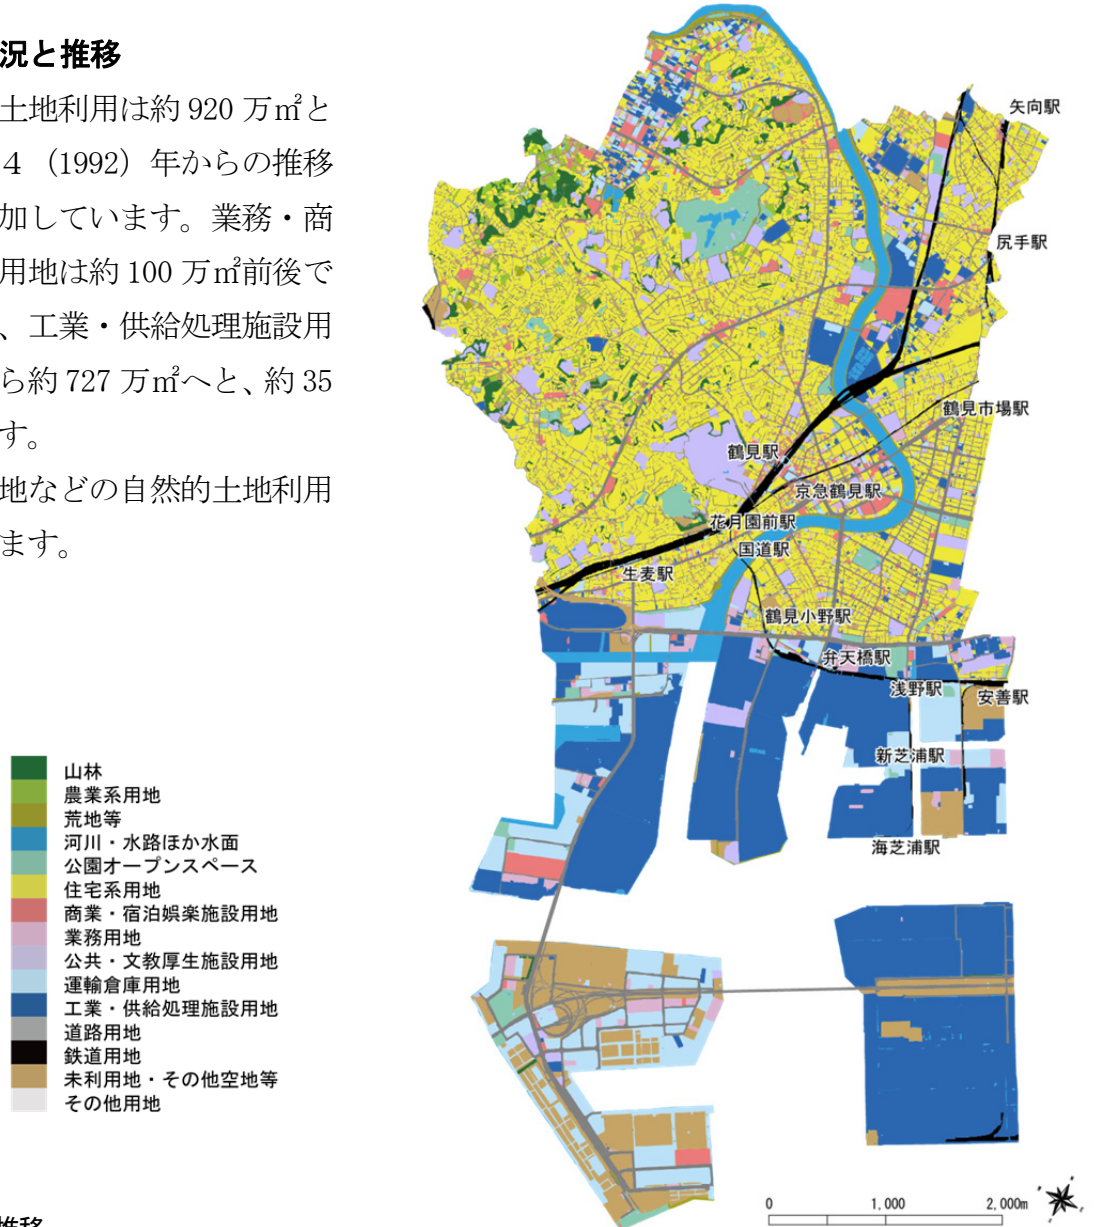 況と推移
土地利用は約 920 万㎡と
4（1992）年からの推移
加しています。業務・商
用地は約 100 万㎡前後で
、工業・供給処理施設用
ら約 727 万㎡へと、約 35
す。
地などの自然的土地利用
ます。
矢向駅
尻手駅
鶴見市場駅
鶴見駅
京急鶴見駅
花月園前駅
国道駅
生麦駅
鶴見小野駅
弁天橋駅
浅野駅
安善駅
新芝浦駅
海芝浦駅
山林
農業系用地
荒地等
河川・水路ほか水面
公園オープンスペース
住宅系用地
商業・宿泊娯楽施設用地
業務用地
公共・文教厚生施設用地
運輸倉庫用地
工業・供給処理施設用地
道路用地
鉄道用地
未利用地・その他空地等
その他用地
0 1,000 2,000m